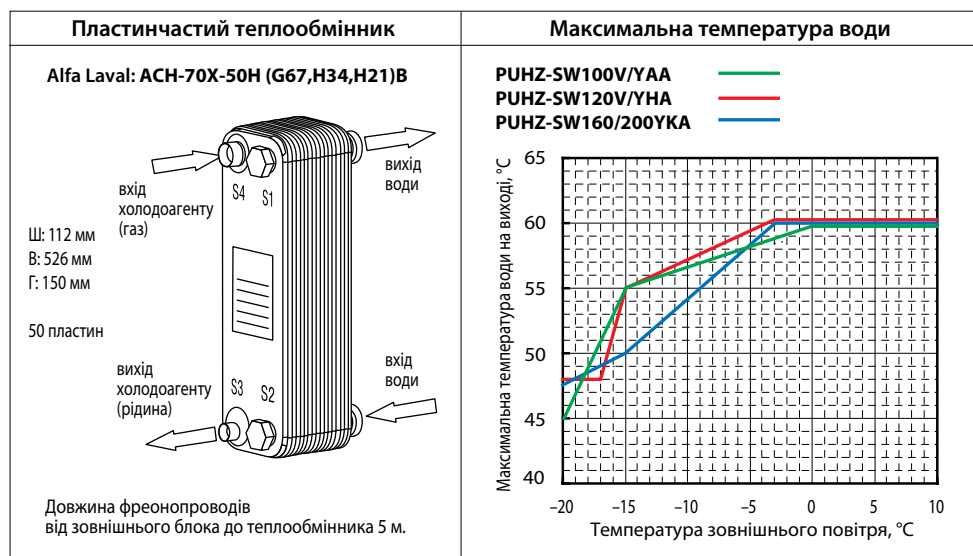 Пластинчастий теплообмінник
Alfa Laval: ACH-70X-50H (G67,H34,H21)B
вхід
холодоагенту
(газ)
вихід
води
S4 S1
Ш: 112 мм
В: 526 мм
Г: 150 мм
50 пластин
вихід
холодоагенту
(рідина)
S3 S2
вхід
води
Довжина фреонопроводів
від зовнішнього блока до теплообмінника 5 м.
Максимальна температура води
PUHZ-SW100V/YAA
PUHZ-SW120V/YHA
PUHZ-SW160/200YKA
Максимальна температура води на виході, °C
65
60
55
50
45
40
–20 –15 –10 –5 0 5 10
Температура зовнішнього повітря, °C